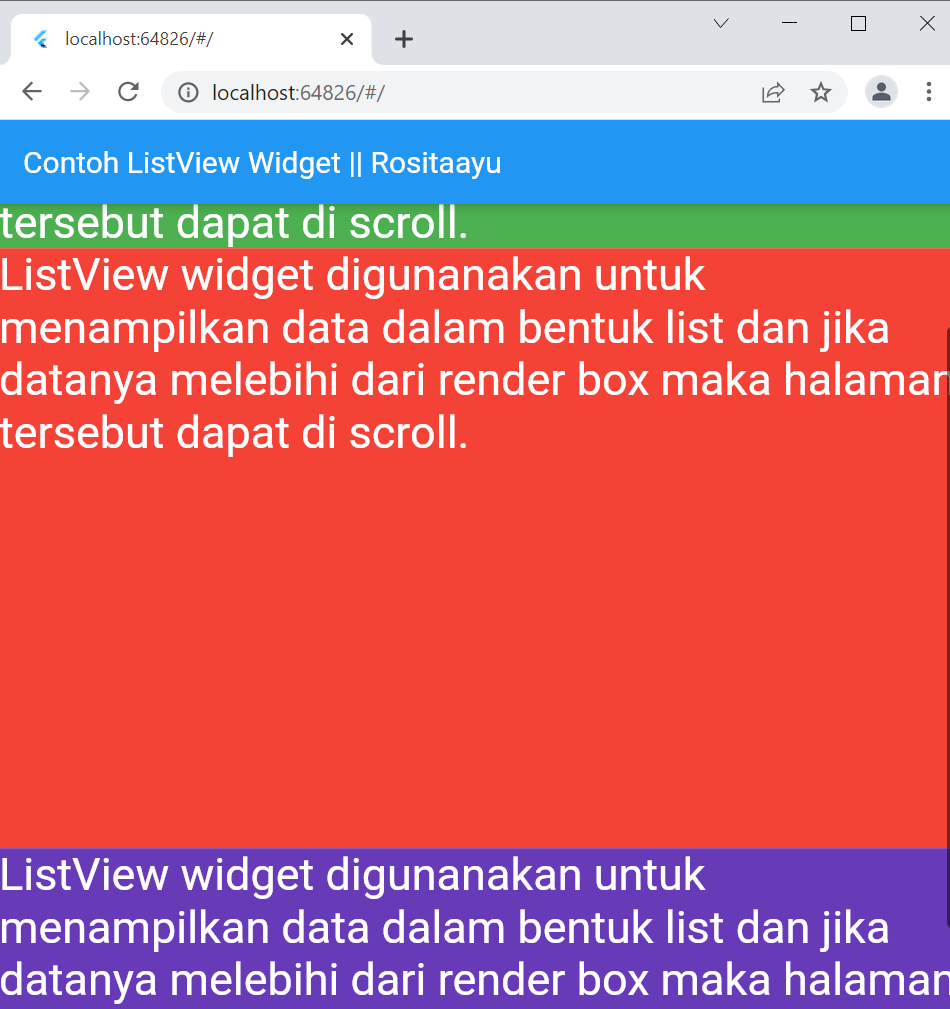 localhost:64826/#/
localhost:64826/#/
Contoh ListView Widget || Rositaayu
tersebut dapat di scroll.
ListView widget digunanakan untuk
menampilkan data dalam bentuk list dan jika
datanya melebihi dari render box maka halaman
tersebut dapat di scroll.
ListView widget digunanakan untuk
menampilkan data dalam bentuk list dan jika
datanya melebihi dari render box maka halaman